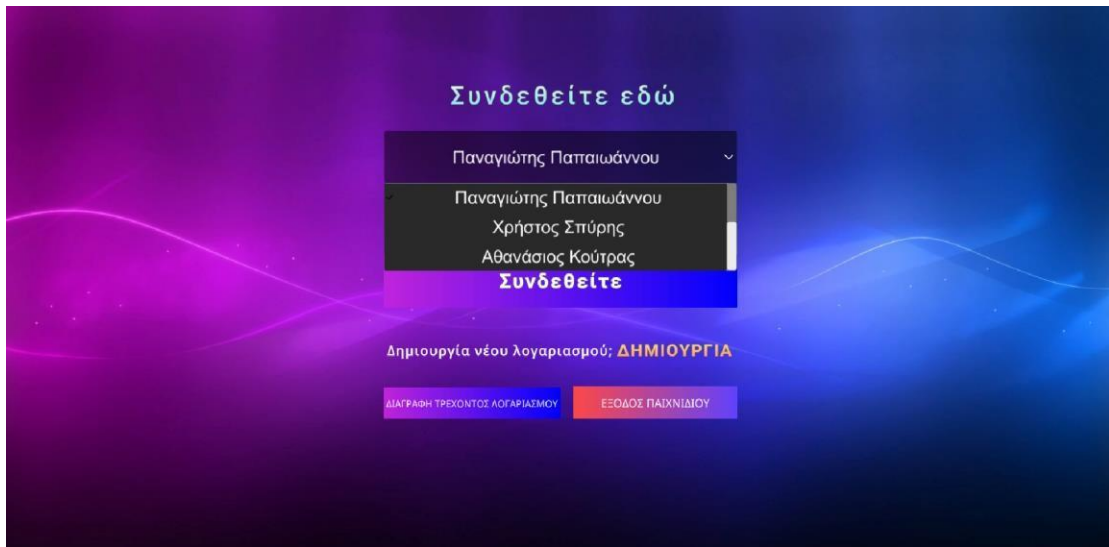 Συνδεθείτε εδώ
Παναγιώτης Παπαιωάννου
Παναγιώτης Παπαιωάννου
Χρήστος Σπύρης
Αθανάσιος Κούτρας
Συνδεθείτε
Δημιουργία νέου λογαριασμού; ΔΗΜΙΟΥΡΓΙΑ
ΔΙΑΓΡΑΦΗ ΤΡΕΧΟΝΤΟΣ ΛΟΓΑΡΙΑΣΜΟΥ ΕΞΟΔΟΣ ΠΑΙΧΝΙΔΙΟΥ